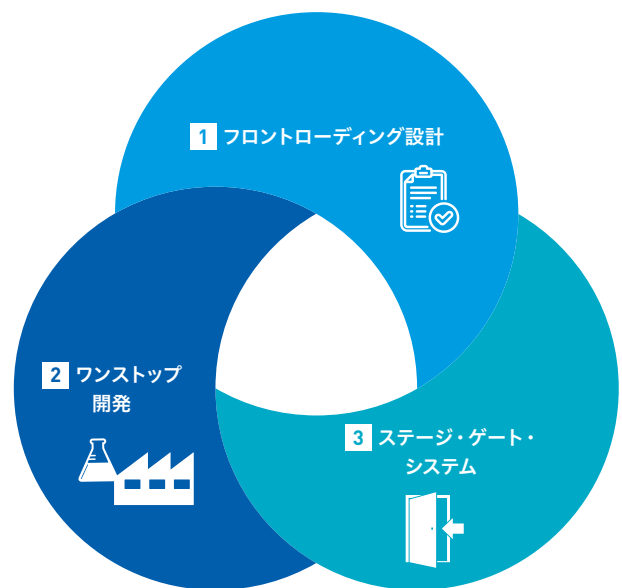 1 フロントローディング設計
2 ワンストップ
開発
3 ステージ・ゲート・
システム